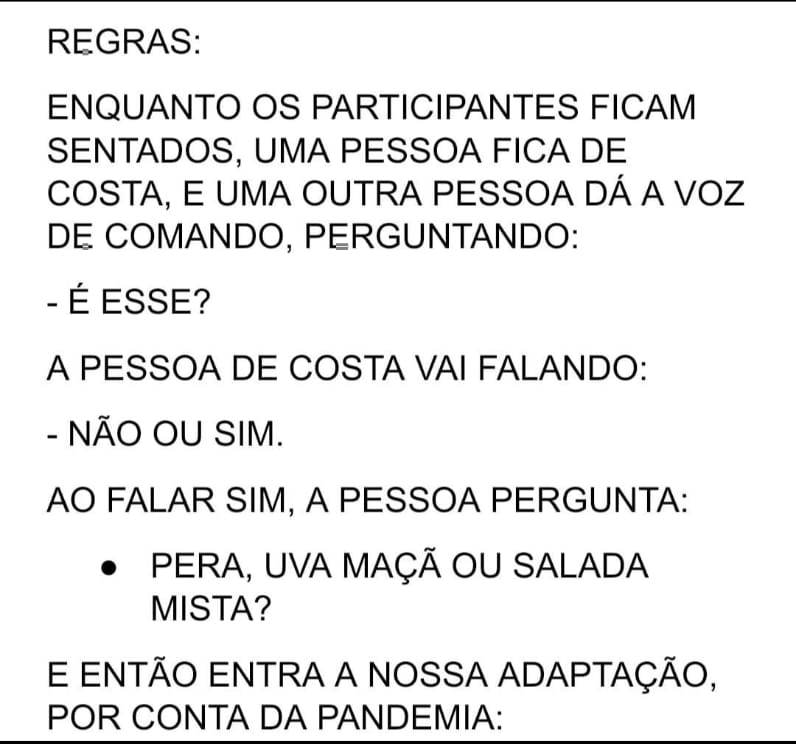 REGRAS:
ENQUANTO OS PARTICIPANTES FICAM
SENTADOS, UMA PESSOA FICA DE
COSTA, E UMA OUTRA PESSOA DÁ A VOZ
DE COMANDO, PERGUNTANDO:
- É ESSE?
A PESSOA DE COSTA VAI FALANDO:
- NÃO OU SIM.
AO FALAR SIM, A PESSOA PERGUNTA:
● PERA, UVA MAÇÃ OU SALADA
MISTA?
E ENTÃO ENTRA A NOSSA ADAPTAÇÃO,
POR CONTA DA PANDEMIA: